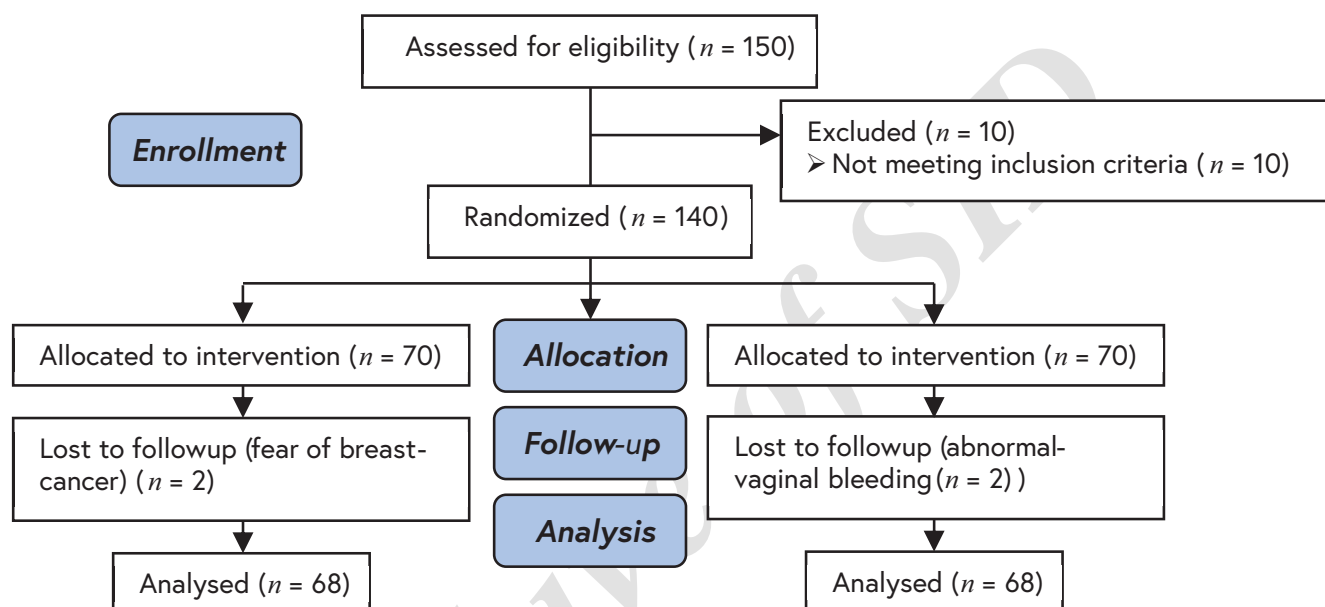 Assessed for eligibility (n = 150)
Enrollment
Excluded (n = 10)
➢ Not meeting inclusion criteria (n = 10)
Randomized (n = 140)
Allocated to intervention (n = 70)
Allocation
Allocated to intervention (n = 70)
Lost to followup (fear of breast-
cancer) (n = 2)
Follow-up
Lost to followup (abnormal-
vaginal bleeding (n = 2) )
Analysis
Analysed (n = 68)
Analysed (n = 68)
of SID